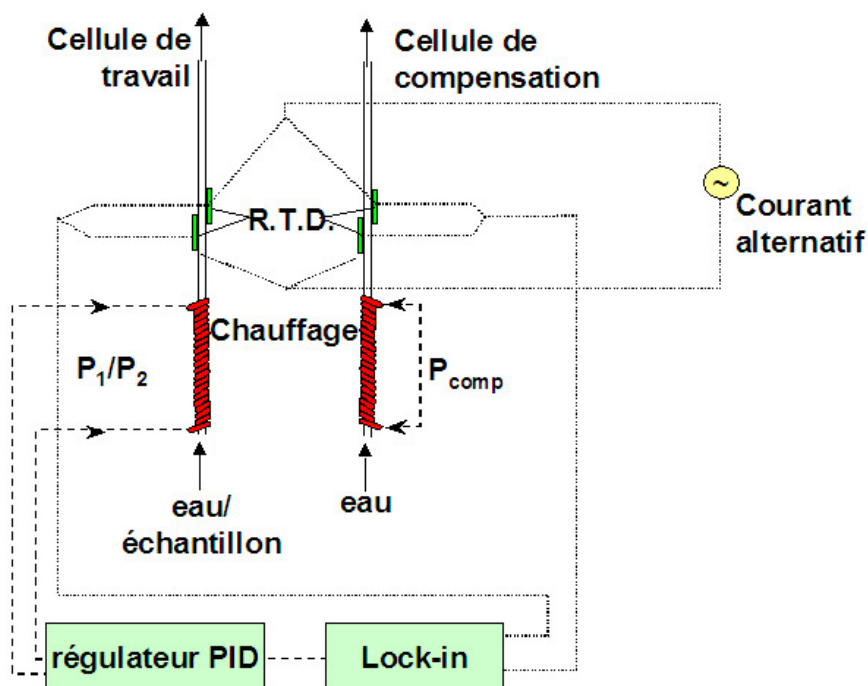 Cellule de
travail
Cellule de
compensation
R.T.D.
~
Courant
alternatif
Chauffage
P1/P2
Pcomp
eau/
échantillon
eau
régulateur PID
Lock-in